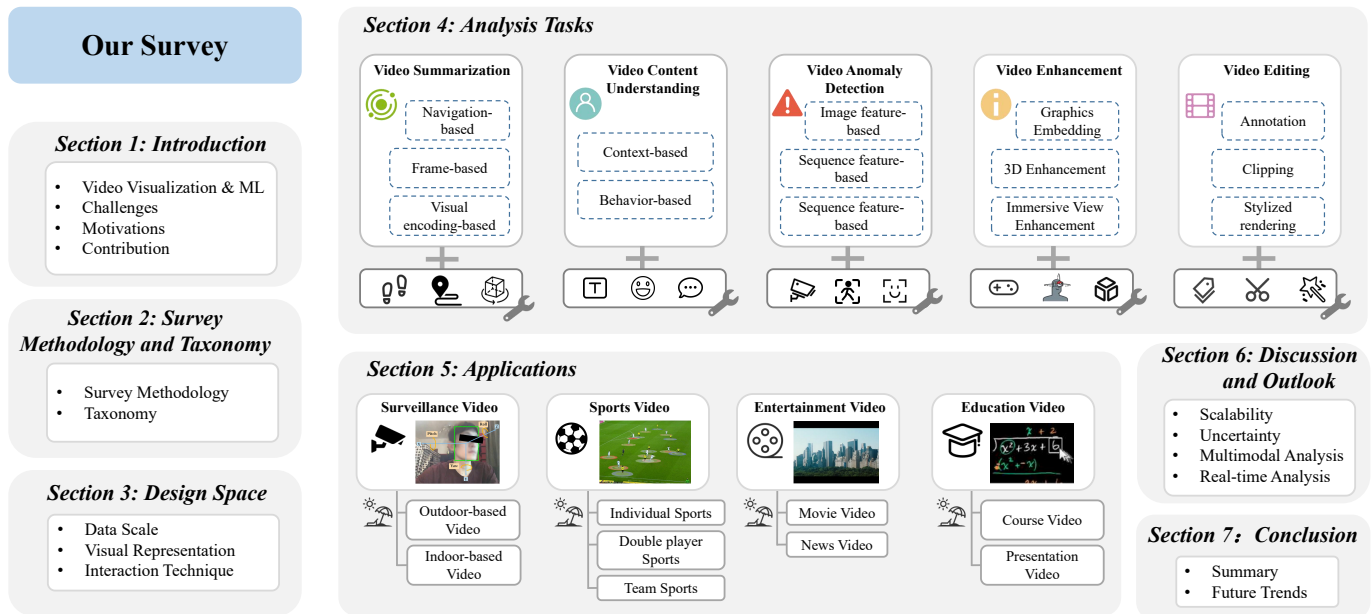 Our Survey
Section 1: Introduction
• Video Visualization & ML
• Challenges
• Motivations
• Contribution
Section 2: Survey
Methodology and Taxonomy
• Survey Methodology
• Taxonomy
Section 3: Design Space
• Data Scale
• Visual Representation
• Interaction Technique
Section 4: Analysis Tasks
Video Summarization
Navigation-
based
Frame-based
Visual
encoding-based
Video Content
Understanding
Context-based
Behavior-based
T
Video Anomaly
Detection
Image feature-
based
Sequence feature-
based
Sequence feature-
based
Video Enhancement
Graphics
Embedding
3D Enhancement
Immersive View
Enhancement
Video Editing
Annotation
Clipping
Stylized
rendering
Section 5: Applications
Surveillance Video
Outdoor-based
Video
Indoor-based
Video
Sports Video
Individual Sports
Double player
Sports
Team Sports
Entertainment Video
Movie Video
News Video
Education Video
x + 2
x²+3x+6
Course Video
Presentation
Video
Section 6: Discussion
and Outlook
• Scalability
• Uncertainty
• Multimodal Analysis
• Real-time Analysis
Section 7：Conclusion
• Summary
• Future Trends